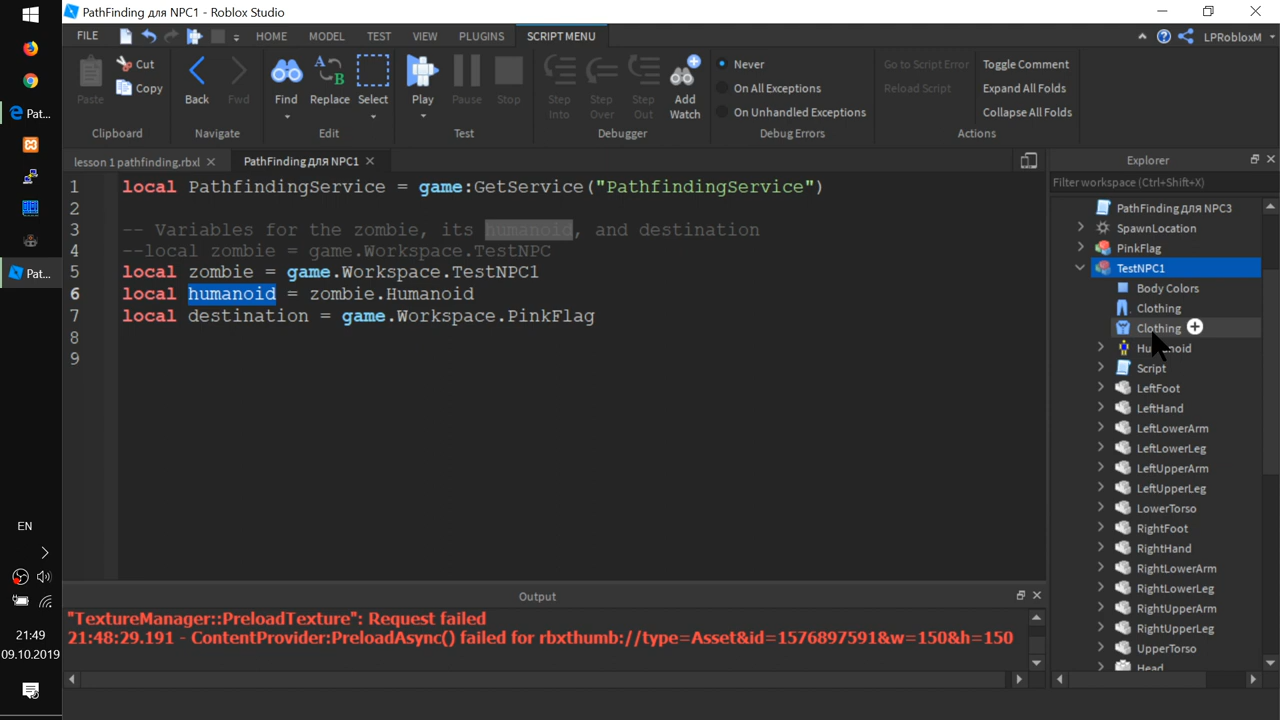 PathFinding для NPC1 - Roblox Studio
FILE HOME MODEL TEST VIEW PLUGINS SCRIPT MENU LPRobloxM
Paste Cut Copy Back Fwd Find Replace Select Play Pause Stop Step Into Step Over Step Out Add Watch
Never
On All Exceptions
On Unhandled Exceptions
Go to Script Error
Reload Script
Toggle Comment
Expand All Folds
Collapse All Folds
Clipboard Navigate Edit Test Debugger Debug Errors Actions
lesson 1 pathfinding.rbxl PathFinding для NPC1
1 local PathfindingService = game:GetService("PathfindingService")
2
3 -- Variables for the zombie, its humanoid, and destination
4 --local zombie = game.Workspace.TestNPC
5 local zombie = game.Workspace.TestNPC1
6 local humanoid = zombie.Humanoid
7 local destination = game.Workspace.PinkFlag
8
9
Explorer
Filter workspace (Ctrl+Shift+X)
PathFinding для NPC3
SpawnLocation
PinkFlag
TestNPC1
Body Colors
Clothing
Clothing
Script
LeftFoot
LeftHand
LeftLowerArm
LeftLowerLeg
LeftUpperArm
LeftUpperLeg
LowerTorso
RightFoot
RightHand
RightLowerArm
RightLowerLeg
RightUpperArm
RightUpperLeg
UpperTorso
Head
Output
"TextureManager::PreloadTexture": Request failed
21:48:29.191 - ContentProvider:PreloadAsync() failed for rbxthumb://type=Asset&id=1576897591&w=150&h=150
Pat...
Pat...
EN
21:49
09.10.2019